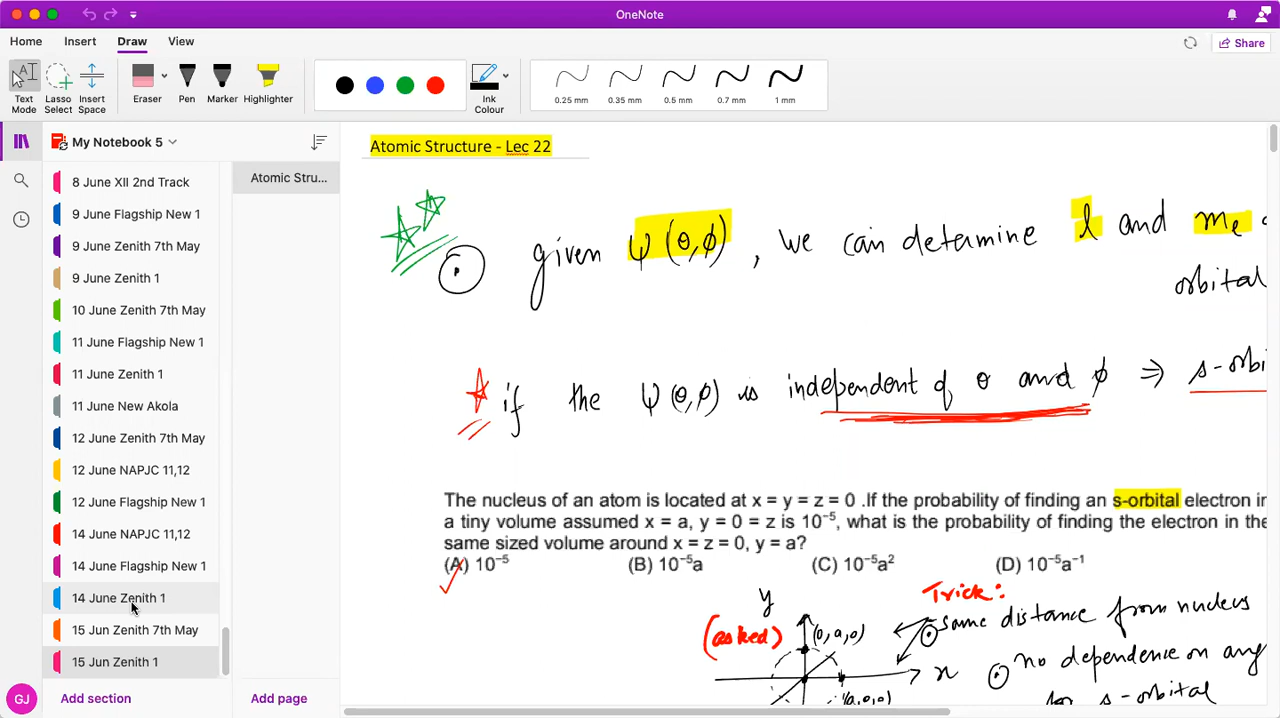 OneNote
Home Insert Draw View
Share
Text Mode
Lasso Select
Insert Space
Eraser
Pen
Marker
Highlighter
Ink Colour
0.25 mm 0.35 mm 0.5 mm 0.7 mm 1 mm
My Notebook 5
8 June XII 2nd Track
9 June Flagship New 1
9 June Zenith 7th May
9 June Zenith 1
10 June Zenith 7th May
11 June Flagship New 1
11 June Zenith 1
11 June New Akola
12 June Zenith 7th May
12 June NAPJC 11,12
12 June Flagship New 1
14 June NAPJC 11,12
14 June Flagship New 1
14 June Zenith 1
15 Jun Zenith 7th May
15 Jun Zenith 1
GJ
Add section
Add page
Atomic Stru...
Atomic Structure - Lec 22
given ψ(θ,φ), we can determine l and mℓ
orbital
if the ψ(θ,φ) is independent of θ and φ ⇒ s-orbi
The nucleus of an atom is located at x = y = z = 0 .If the probability of finding an s-orbital electron in
a tiny volume assumed x = a, y = 0 = z is 10⁻⁵, what is the probability of finding the electron in the
same sized volume around x = z = 0, y = a?
(A) 10⁻⁵ (B) 10⁻⁵a (C) 10⁻⁵a² (D) 10⁻⁵a⁻¹
Trick:
(asked)
y
(0,a,0)
x
(a,0,0)
same distance from nucleus
no dependence on ang
for s-orbital